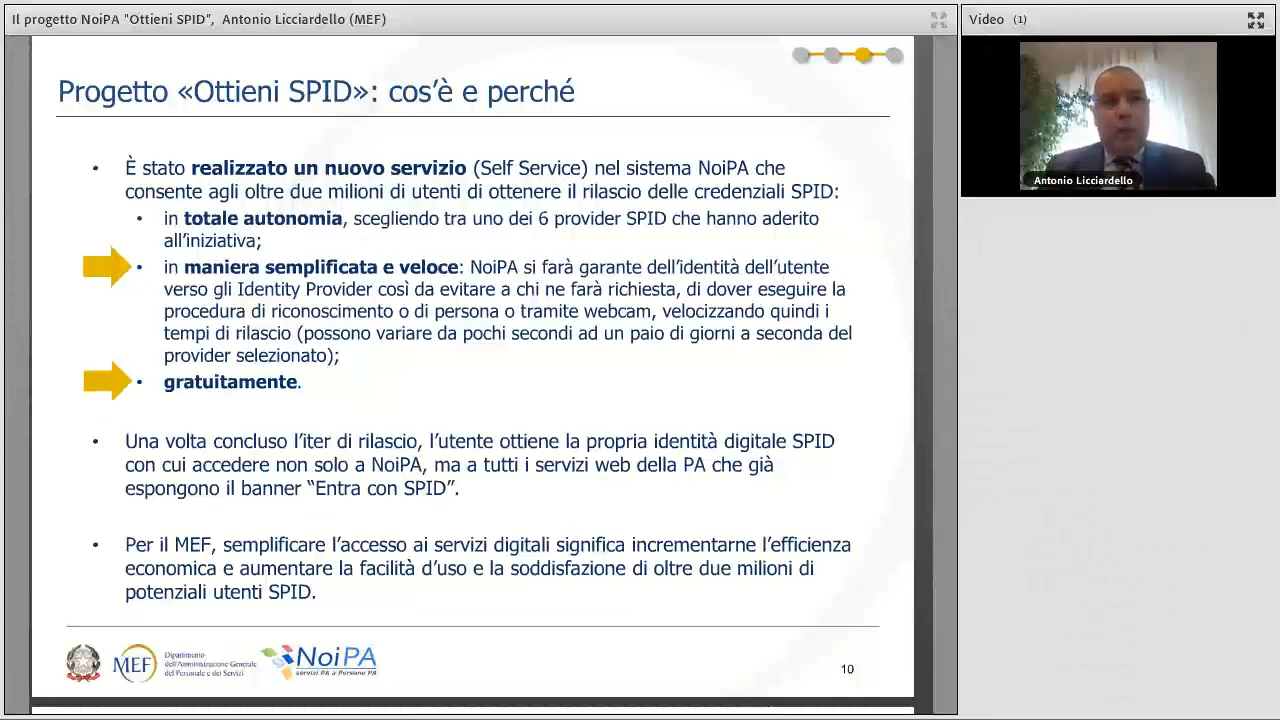 Il progetto NoiPA "Ottieni SPID", Antonio Licciardello (MEF)
Video (1)
Antonio Licciardello
Progetto «Ottieni SPID»: cos’è e perché
• È stato realizzato un nuovo servizio (Self Service) nel sistema NoiPA che
consente agli oltre due milioni di utenti di ottenere il rilascio delle credenziali SPID:
• in totale autonomia, scegliendo tra uno dei 6 provider SPID che hanno aderito
all’iniziativa;
• in maniera semplificata e veloce: NoiPA si farà garante dell’identità dell’utente
verso gli Identity Provider così da evitare a chi ne farà richiesta, di dover eseguire la
procedura di riconoscimento o di persona o tramite webcam, velocizzando quindi i
tempi di rilascio (possono variare da pochi secondi ad un paio di giorni a seconda del
provider selezionato);
• gratuitamente.
• Una volta concluso l’iter di rilascio, l’utente ottiene la propria identità digitale SPID
con cui accedere non solo a NoiPA, ma a tutti i servizi web della PA che già
espongono il banner “Entra con SPID”.
• Per il MEF, semplificare l’accesso ai servizi digitali significa incrementarne l’efficienza
economica e aumentare la facilità d’uso e la soddisfazione di oltre due milioni di
potenziali utenti SPID.
MEF
Dipartimento
dell'Amministrazione Generale
del Personale e dei Servizi
NoiPA
servizi PA a Persone PA
10